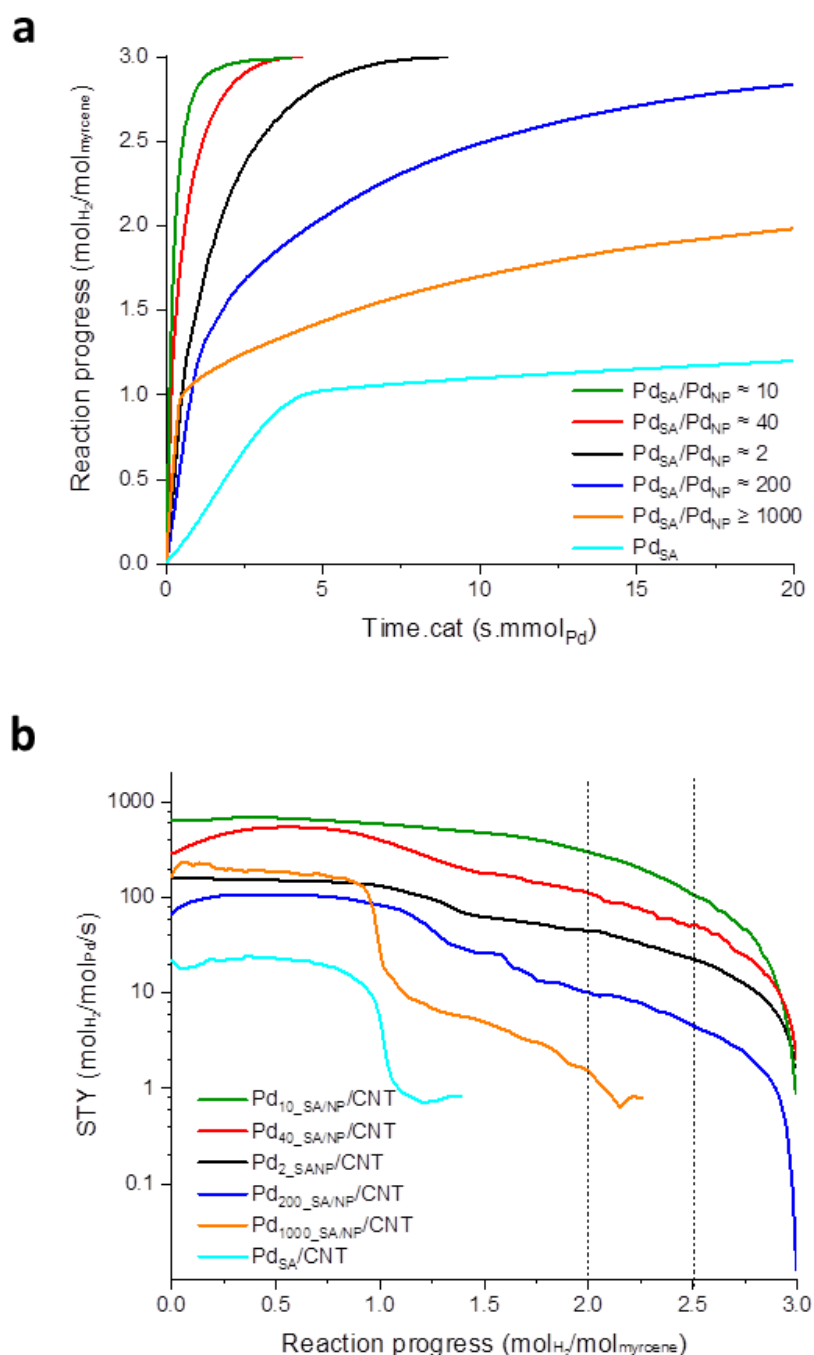 a
Reaction progress (molH₂/molmyrcene)
3.0
2.5
2.0
1.5
1.0
0.5
0.0
PdSA/PdNP ≈ 10
PdSA/PdNP ≈ 40
PdSA/PdNP ≈ 2
PdSA/PdNP ≈ 200
PdSA/PdNP ≥ 1000
PdSA
0 5 10 15 20
Time.cat (s.mmolPd)
b
STY (molH₂/molPd/s)
1000
100
10
1
0.1
Pd10_SA/NP/CNT
Pd40_SA/NP/CNT
Pd2_SANP/CNT
Pd200_SA/NP/CNT
Pd1000_SA/NP/CNT
PdSA/CNT
0.0 0.5 1.0 1.5 2.0 2.5 3.0
Reaction progress (molH₂/molmyrcene)